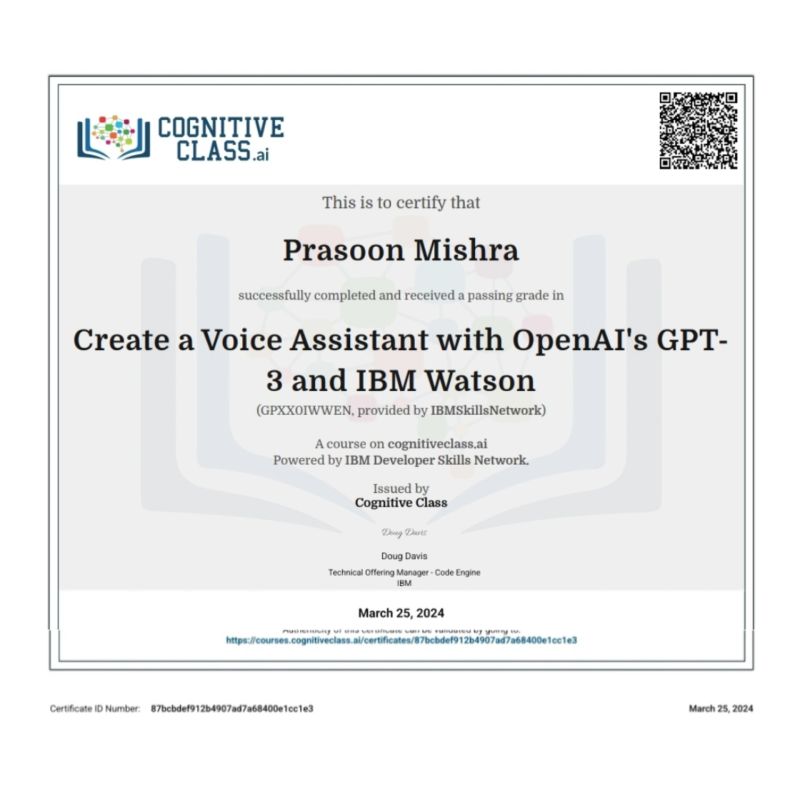 COGNITIVE
CLASS.ai
This is to certify that
Prasoon Mishra
successfully completed and received a passing grade in
Create a Voice Assistant with OpenAI's GPT-
3 and IBM Watson
(GPXX0IWWEN, provided by IBMSkillsNetwork)
A course on cognitiveclass.ai
Powered by IBM Developer Skills Network.
Issued by
Cognitive Class
Doug Davis
Doug Davis
Technical Offering Manager - Code Engine
IBM
March 25, 2024
Authenticity of this certificate can be validated by going to:
https://courses.cognitiveclass.ai/certificates/87bcbdef912b4907ad7a68400e1cc1e3
Certificate ID Number: 87bcbdef912b4907ad7a68400e1cc1e3
March 25, 2024